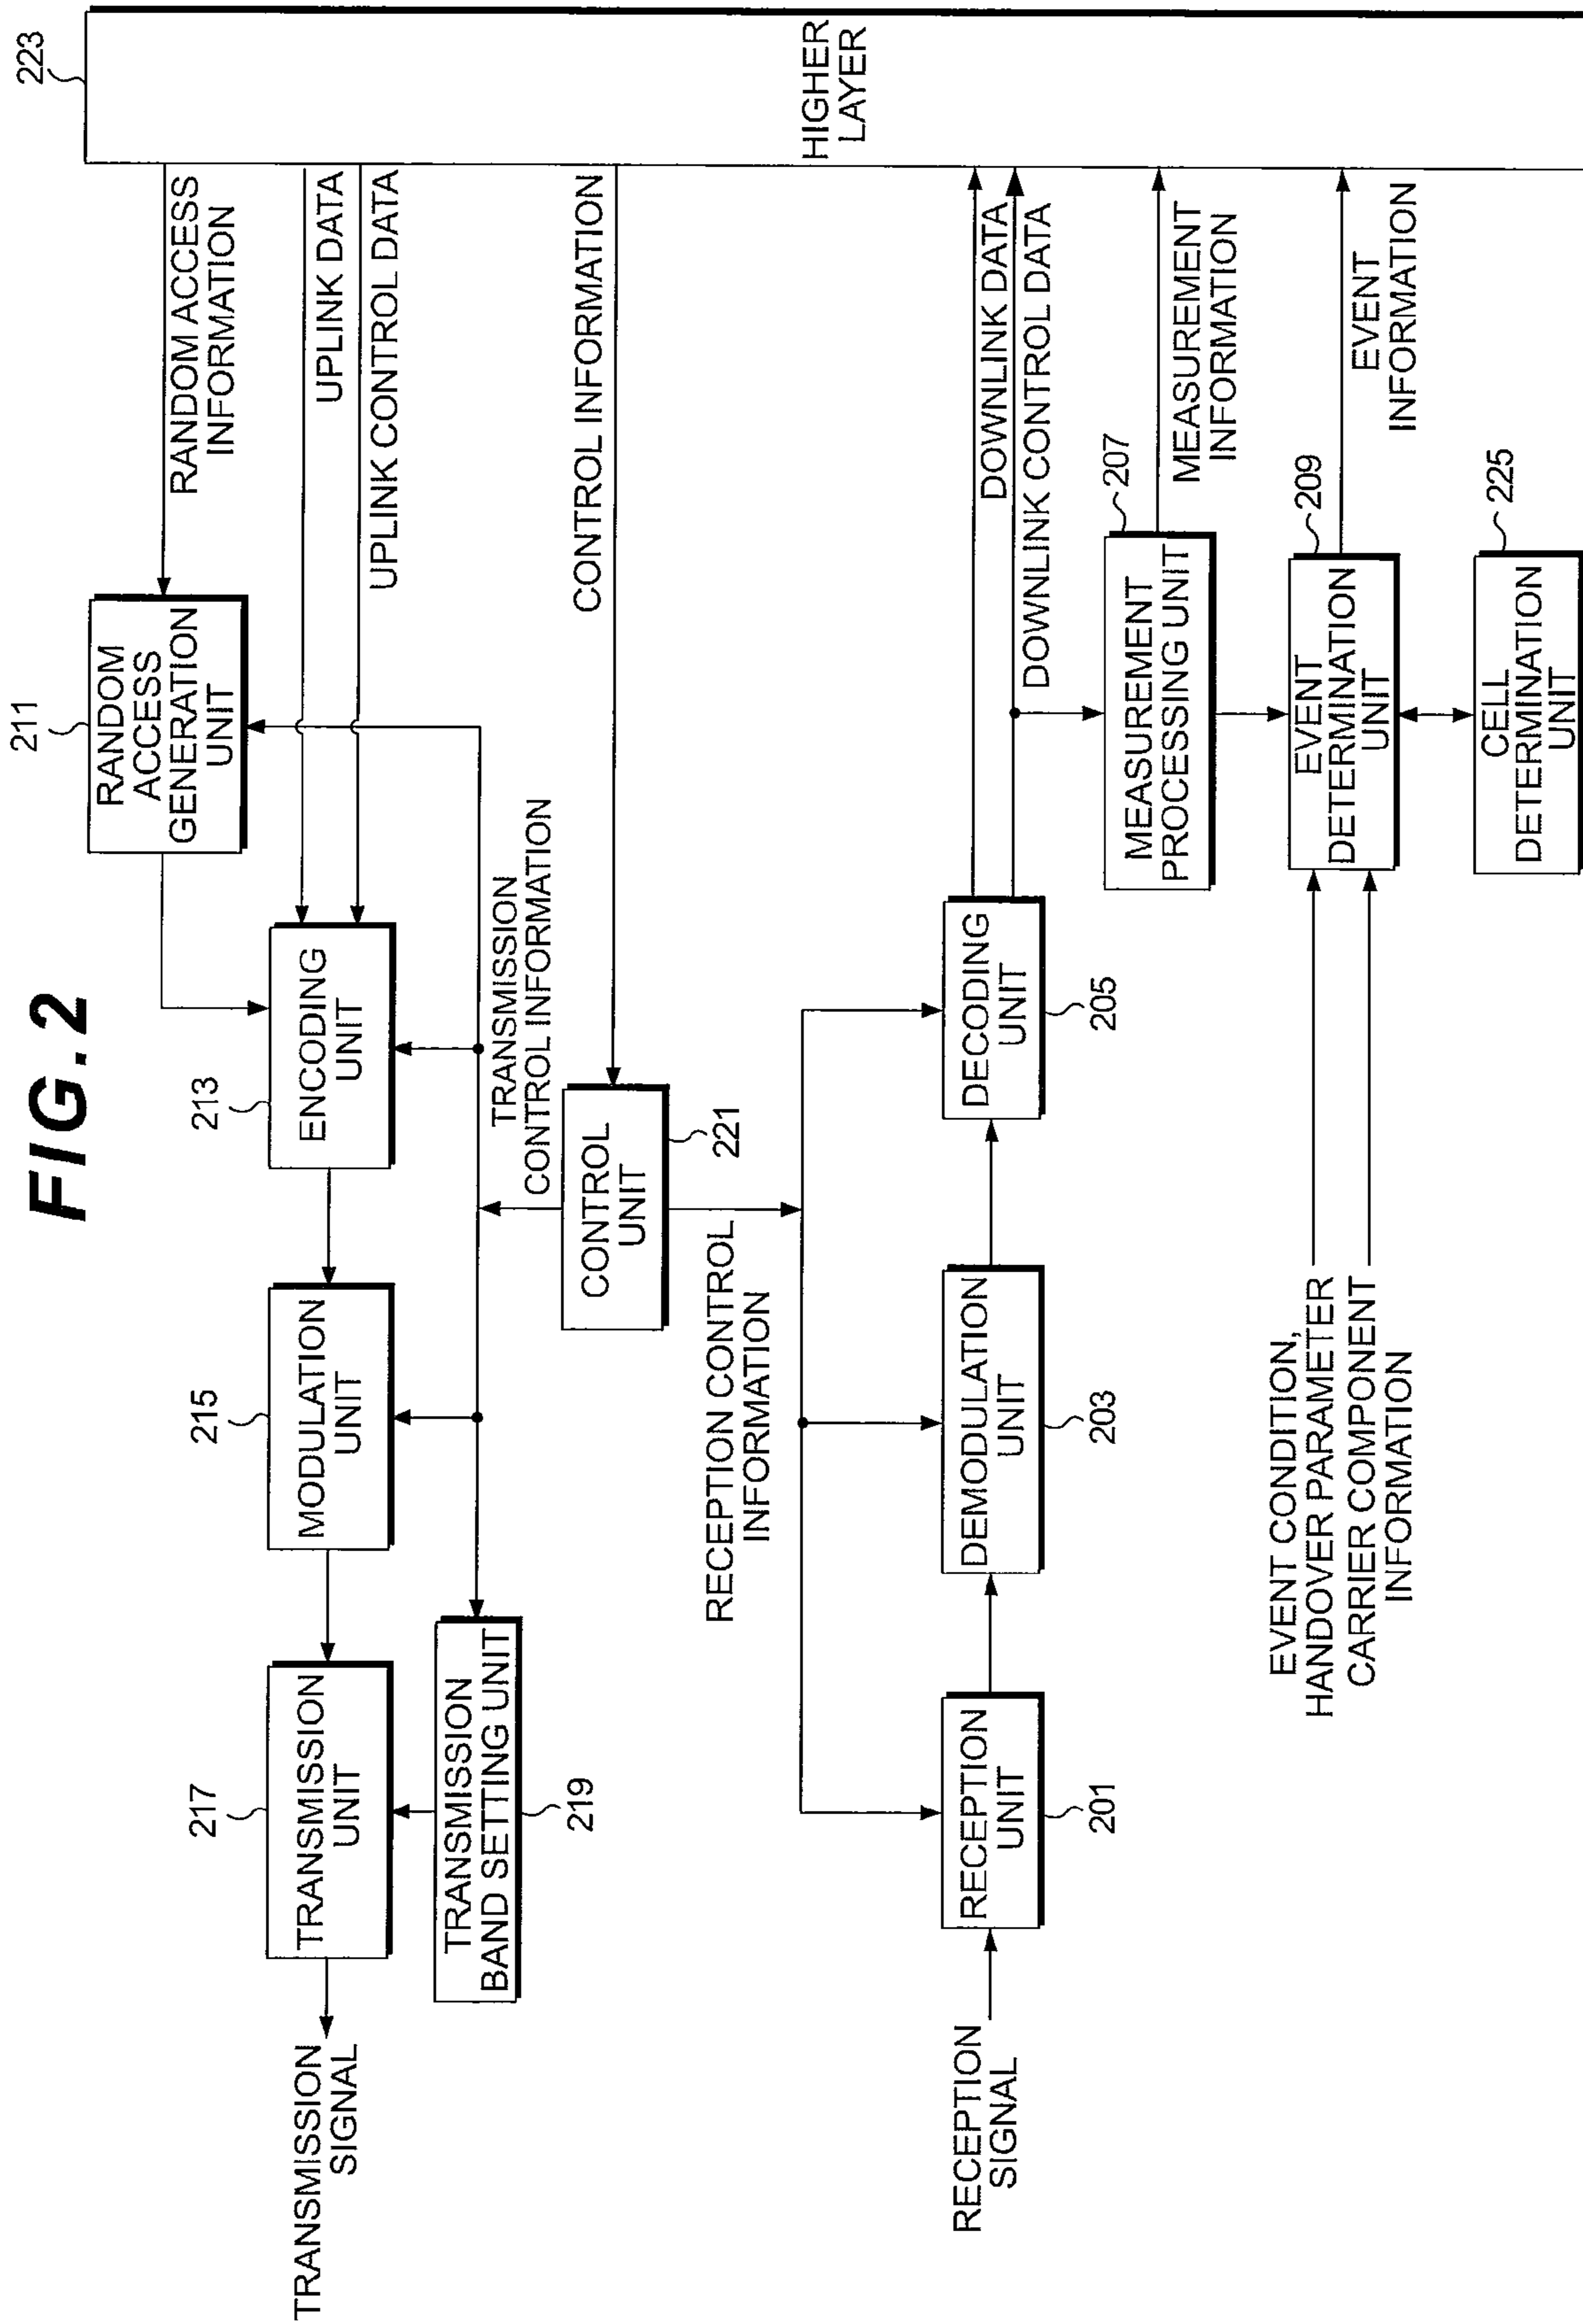 FIG.2
223
HIGHER
LAYER
211
RANDOM
ACCESS
GENERATION
UNIT
RANDOM ACCESS
INFORMATION
UPLINK DATA
UPLINK CONTROL DATA
CONTROL INFORMATION
213
ENCODING
UNIT
215
MODULATION
UNIT
217
TRANSMISSION
UNIT
TRANSMISSION
SIGNAL
TRANSMISSION
BAND SETTING UNIT
219
TRANSMISSION
CONTROL INFORMATION
CONTROL
UNIT
221
RECEPTION CONTROL
INFORMATION
RECEPTION
SIGNAL
RECEPTION
UNIT
201
DEMODULATION
UNIT
203
DECODING
UNIT
205
DOWNLINK DATA
DOWNLINK CONTROL DATA
207
MEASUREMENT
PROCESSING UNIT
MEASUREMENT
INFORMATION
209
EVENT
DETERMINATION
UNIT
EVENT
INFORMATION
EVENT CONDITION,
HANDOVER PARAMETER
CARRIER COMPONENT
INFORMATION
225
CELL
DETERMINATION
UNIT